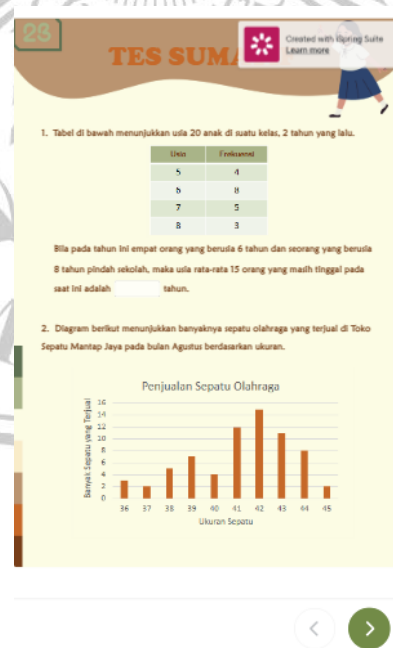 28
TES SUMA
Created with iSpring Suite
Learn more
1. Tabel di bawah menunjukkan usia 20 anak di suatu kelas, 2 tahun yang lalu.
Usia Frekuensi
5 4
6 8
7 5
8 3
Bila pada tahun ini empat orang yang berusia 6 tahun dan seorang yang berusia
8 tahun pindah sekolah, maka usia rata-rata 15 orang yang masih tinggal pada
saat ini adalah tahun.
2. Diagram berikut menunjukkan banyaknya sepatu olahraga yang terjual di Toko
Sepatu Mantap Jaya pada bulan Agustus berdasarkan ukuran.
Penjualan Sepatu Olahraga
Banyak Sepatu yang Terjual
16
14
12
10
8
6
4
2
0
36 37 38 39 40 41 42 43 44 45
Ukuran Sepatu